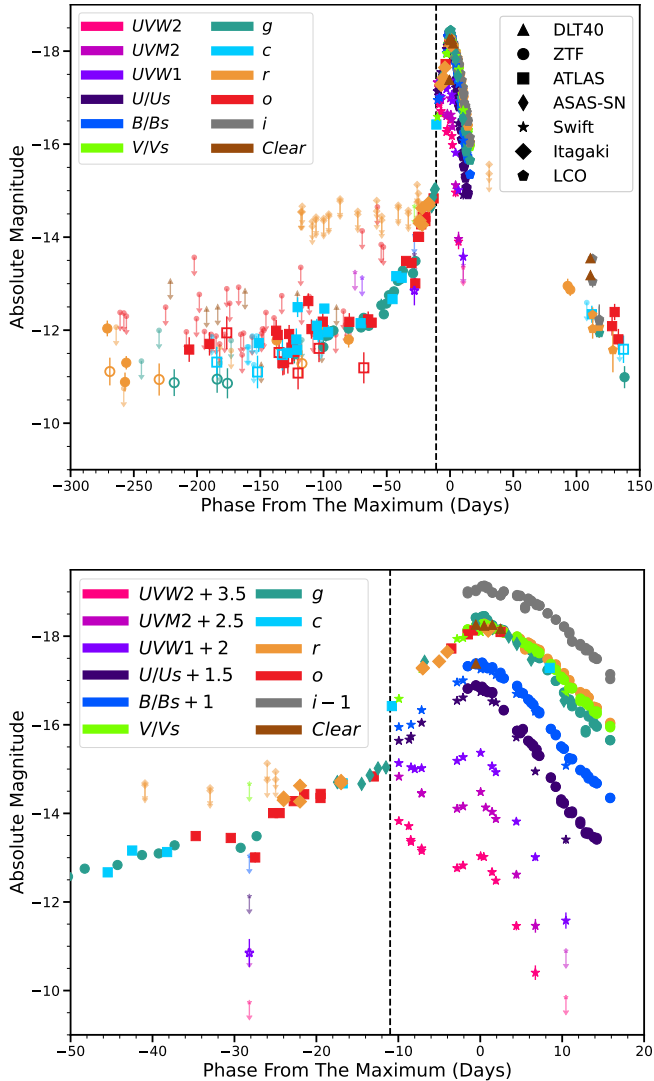 −18
−16
−14
−12
−10
Absolute Magnitude
UVW2
UVM2
UVW1
U/Us
B/Bs
V/Vs
g
c
r
o
i
Clear
DLT40
ZTF
ATLAS
ASAS-SN
Swift
Itagaki
LCO
−300 −250 −200 −150 −100 −50 0 50 100 150
Phase From The Maximum (Days)
−18
−16
−14
−12
−10
Absolute Magnitude
UVW2 + 3.5
UVM2 + 2.5
UVW1 + 2
U/Us + 1.5
B/Bs + 1
V/Vs
g
c
r
o
i − 1
Clear
−50 −40 −30 −20 −10 0 10 20
Phase From The Maximum (Days)